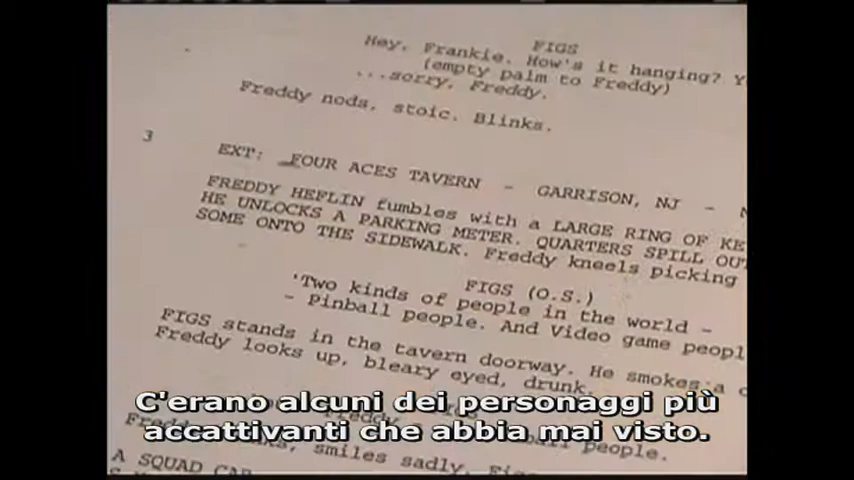 FIGS
Hey, Frankie. How's it hanging?
(empty palm to Freddy)
...sorry, Freddy.
Freddy nods, stoic. Blinks.
3
EXT: FOUR ACES TAVERN - GARRISON, NJ -
FREDDY HEFLIN fumbles with a LARGE RING OF KE
HE UNLOCKS A PARKING METER. QUARTERS SPILL OU
SOME ONTO THE SIDEWALK. Freddy kneels picking
FIGS (O.S.)
'Two kinds of people in the world -
- Pinball people. And Video game peopl
FIGS stands in the tavern doorway. He smokes a
Freddy looks up, bleary eyed, drunk.
C'erano alcuni dei personaggi più
accattivanti che abbia mai visto.
people.
smiles sadly.
A SQUAD CAR